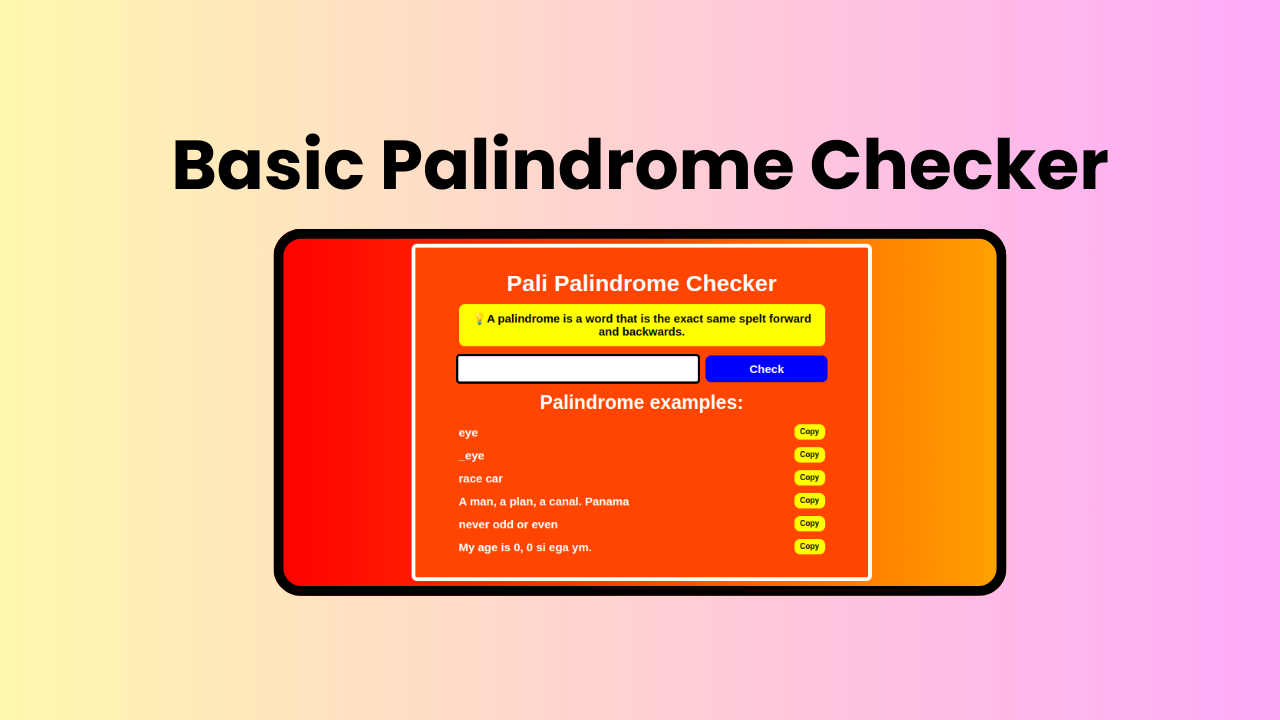 Basic Palindrome Checker
Pali Palindrome Checker
💡A palindrome is a word that is the exact same spelt forward
and backwards.
Check
Palindrome examples:
eye Copy
_eye Copy
race car Copy
A man, a plan, a canal. Panama Copy
never odd or even Copy
My age is 0, 0 si ega ym. Copy